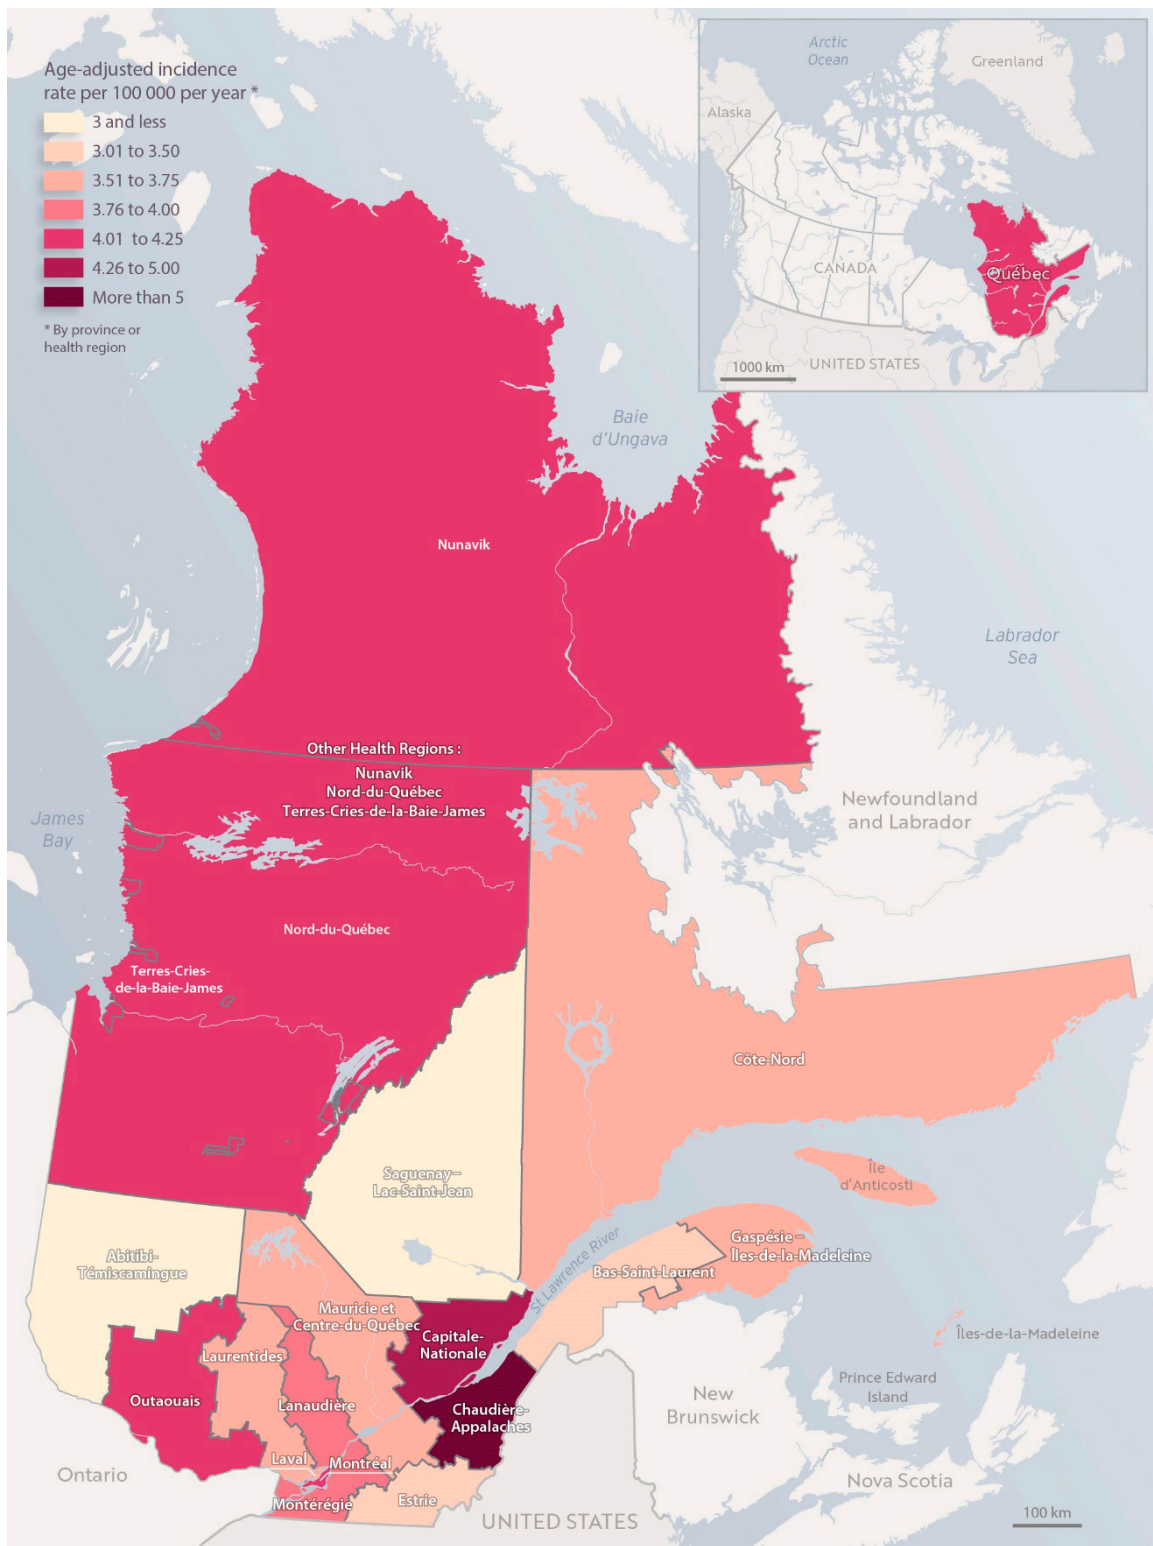 Age-adjusted incidence
rate per 100 000 per year *
3 and less
3.01 to 3.50
3.51 to 3.75
3.76 to 4.00
4.01 to 4.25
4.26 to 5.00
More than 5
* By province or
health region
Arctic
Ocean
Greenland
Alaska
CANADA
Québec
UNITED STATES
1000 km
Baie
d'Ungava
Nunavik
Labrador
Sea
Other Health Regions :
Nunavik
Nord-du-Québec
Terres-Cries-de-la-Baie-James
James
Bay
Newfoundland
and Labrador
Nord-du-Québec
Terres-Cries-
de-la-Baie-James
Côte-Nord
Saguenay–
Lac-Saint-Jean
Île
d'Anticosti
St Lawrence River
Gaspésie –
Îles-de-la-Madeleine
Bas-Saint-Laurent
Abitibi-
Témiscamingue
Mauricie et
Centre-du-Québec
Capitale-
Nationale
Îles-de-la-Madeleine
Laurentides
Outaouais
Lanaudière
Chaudière-
Appalaches
Prince Edward
Island
New
Brunswick
Laval
Montréal
Ontario
Nova Scotia
Montérégie
Estrie
UNITED STATES
100 km